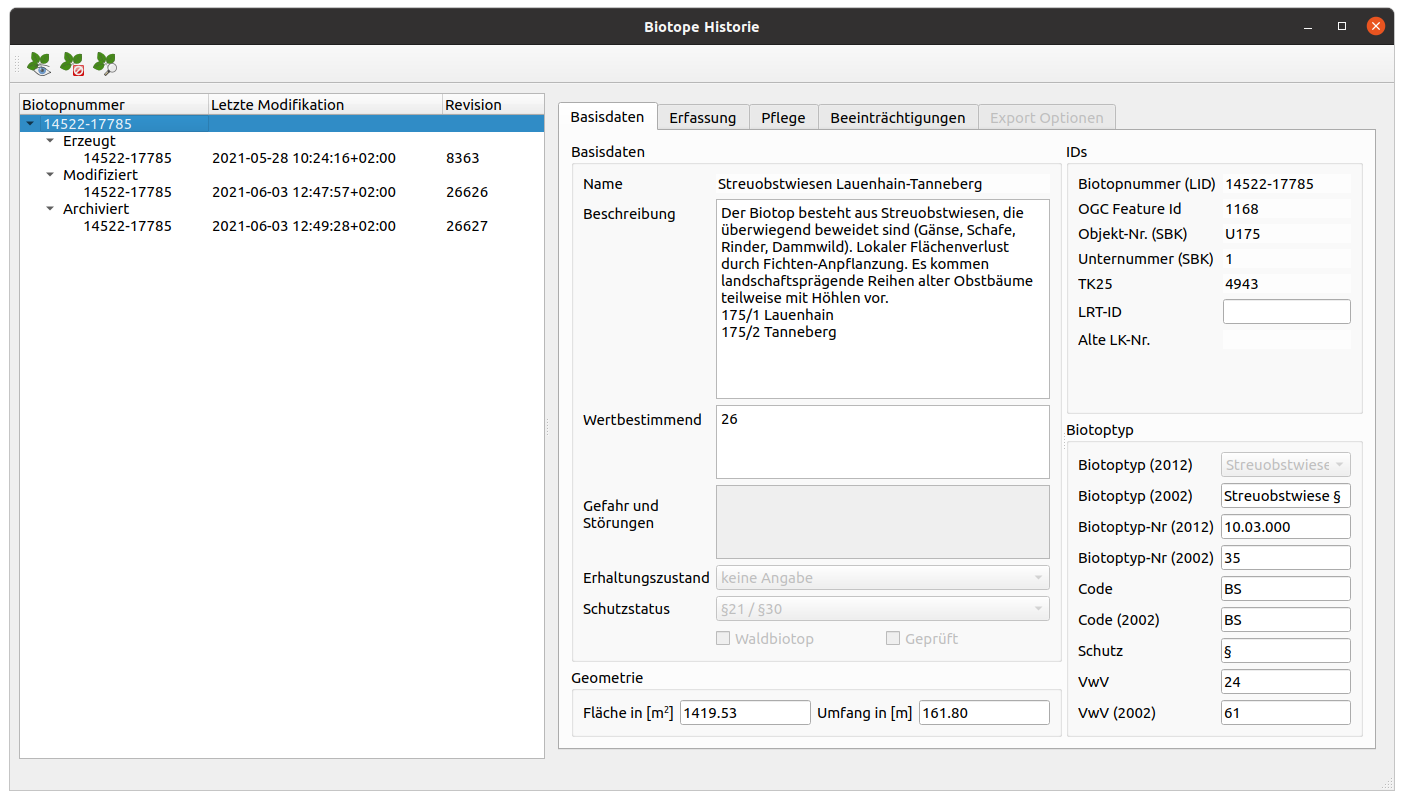 Biotope Historie
Biotopnummer Letzte Modifikation Revision
14522-17785
Erzeugt
14522-17785 2021-05-28 10:24:16+02:00 8363
Modifiziert
14522-17785 2021-06-03 12:47:57+02:00 26626
Archiviert
14522-17785 2021-06-03 12:49:28+02:00 26627
Basisdaten Erfassung Pflege Beeinträchtigungen Export Optionen
Basisdaten
Name Streuobstwiesen Lauenhain-Tanneberg
Beschreibung
Der Biotop besteht aus Streuobstwiesen, die
überwiegend beweidet sind (Gänse, Schafe,
Rinder, Dammwild). Lokaler Flächenverlust
durch Fichten-Anpflanzung. Es kommen
landschaftsprägende Reihen alter Obstbäume
teilweise mit Höhlen vor.
175/1 Lauenhain
175/2 Tanneberg
Wertbestimmend 26
Gefahr und
Störungen
Erhaltungszustand keine Angabe
Schutzstatus §21 / §30
Waldbiotop Geprüft
Geometrie
Fläche in [m²] 1419.53 Umfang in [m] 161.80
IDs
Biotopnummer (LID) 14522-17785
OGC Feature Id 1168
Objekt-Nr. (SBK) U175
Unternummer (SBK) 1
TK25 4943
LRT-ID
Alte LK-Nr.
Biotoptyp
Biotoptyp (2012) Streuobstwiese
Biotoptyp (2002) Streuobstwiese §
Biotoptyp-Nr (2012) 10.03.000
Biotoptyp-Nr (2002) 35
Code BS
Code (2002) BS
Schutz §
VwV 24
VwV (2002) 61